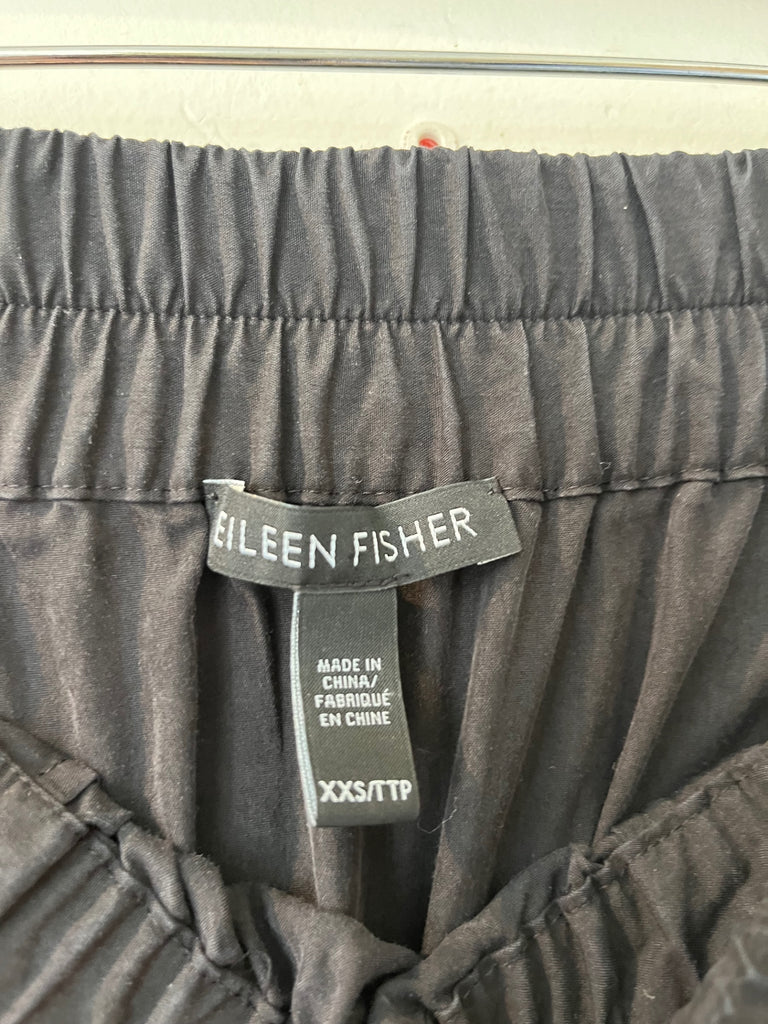 EILEEN FISHER
MADE IN
CHINA/
FABRIQUÉ
EN CHINE
XXS/TTP